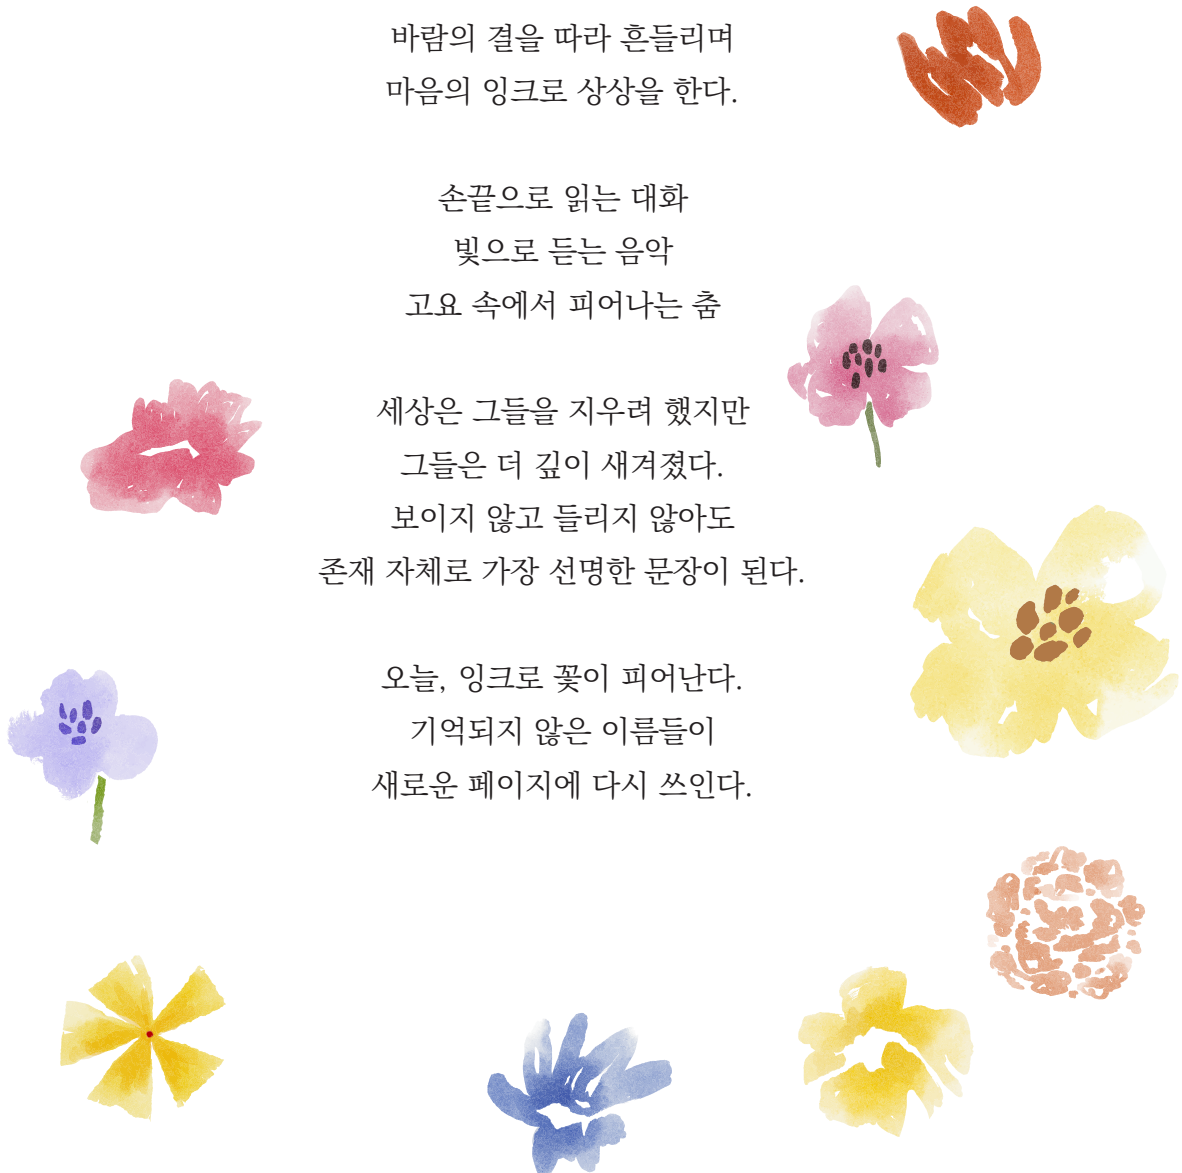 바람의 결을 따라 흔들리며
마음의 잉크로 상상을 한다.
손끝으로 읽는 대화
빛으로 듣는 음악
고요 속에서 피어나는 춤
세상은 그들을 지우려 했지만
그들은 더 깊이 새겨졌다.
보이지 않고 들리지 않아도
존재 자체로 가장 선명한 문장이 된다.
오늘, 잉크로 꽃이 피어난다.
기억되지 않은 이름들이
새로운 페이지에 다시 쓰인다.